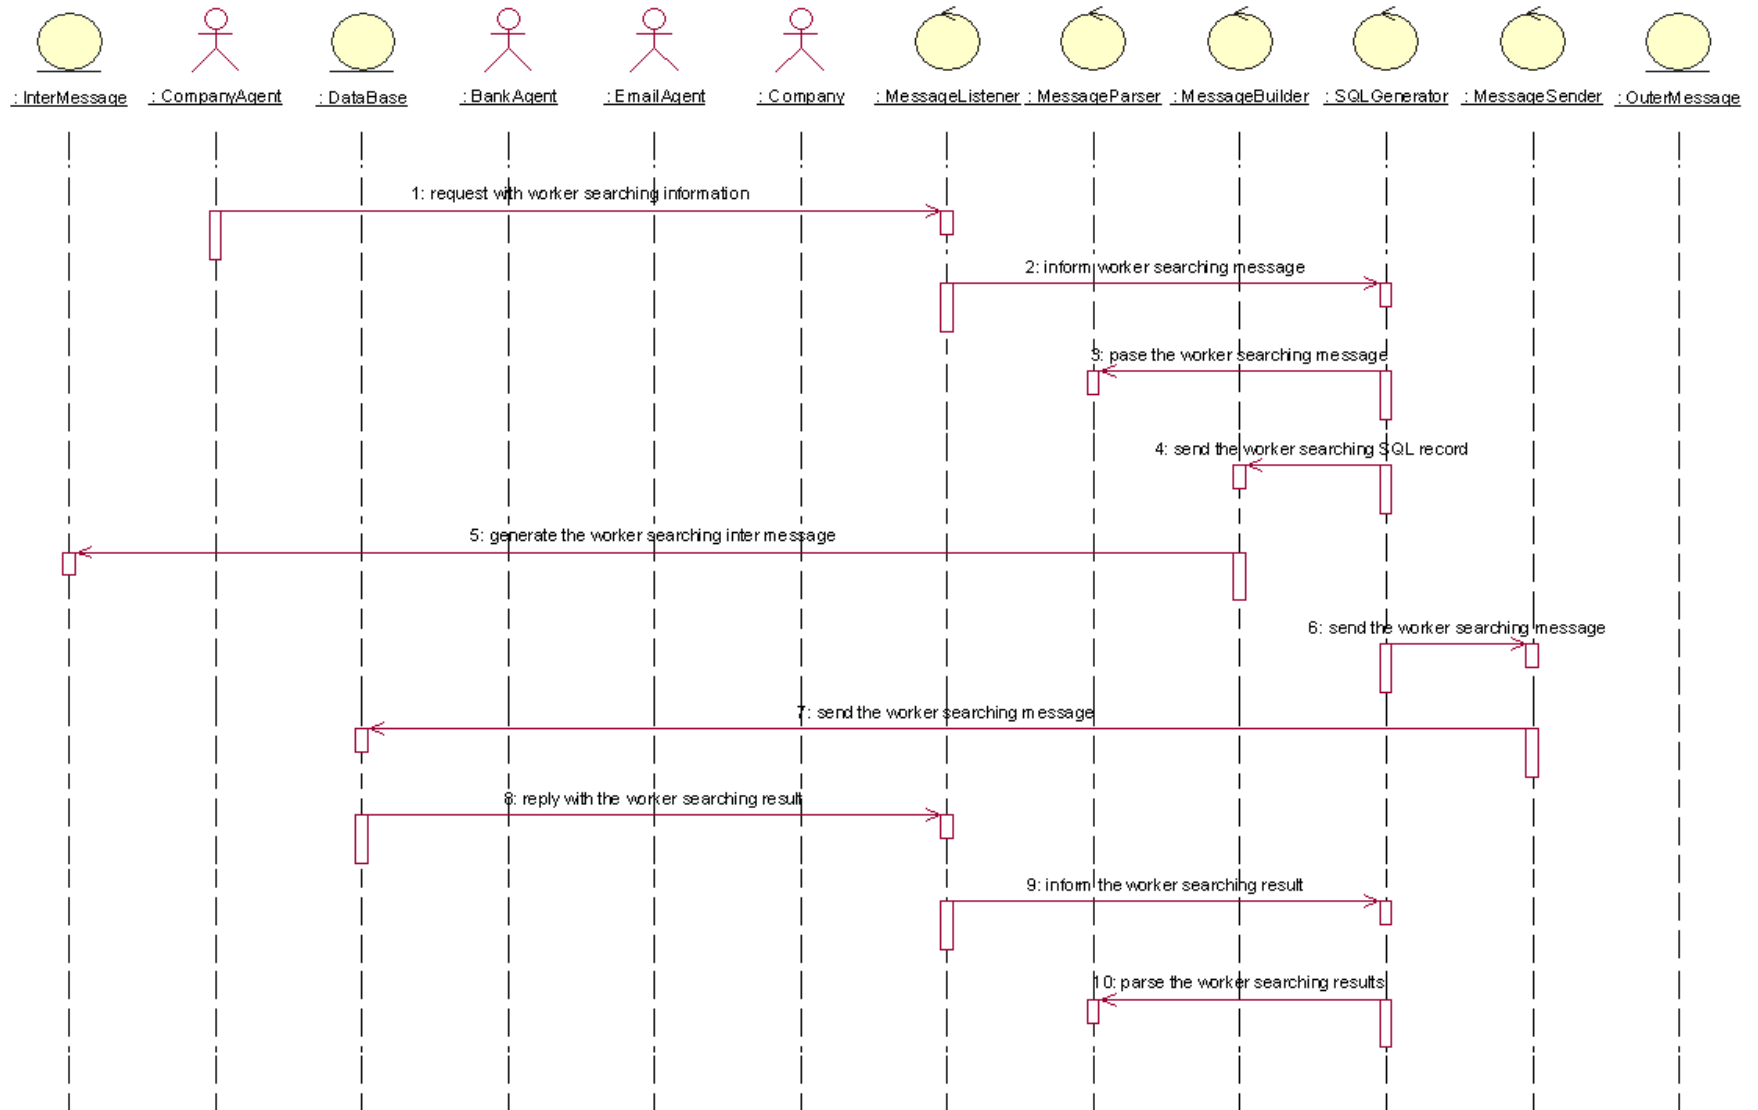 : InterMessage
: CompanyAgent
: DataBase
: BankAgent
: EmailAgent
: Company
: MessageListener
: MessageParser
: MessageBuilder
: SQLGenerator
: MessageSender
: OuterMessage
1: request with worker searching information
2: inform worker searching message
3: pase the worker searching message
4: send the worker searching SQL record
5: generate the worker searching inter message
6: send the worker searching message
7: send the worker searching message
8: reply with the worker searching result
9: inform the worker searching result
10: parse the worker searching results